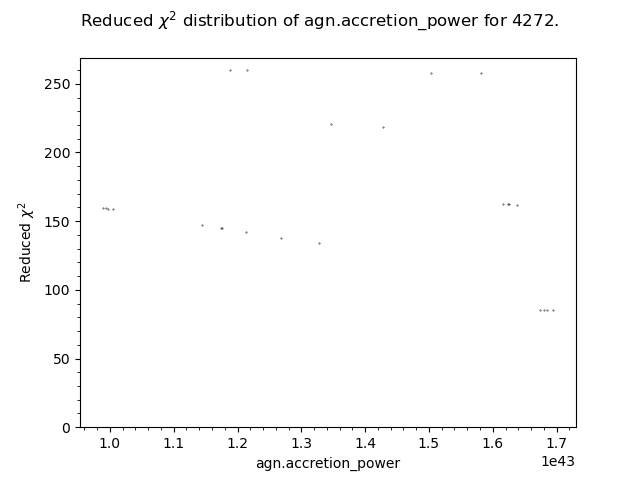 Reduced χ² distribution of agn.accretion_power for 4272.
250
200
150
100
50
0
Reduced χ²
1.0 1.1 1.2 1.3 1.4 1.5 1.6 1.7
1e43
agn.accretion_power